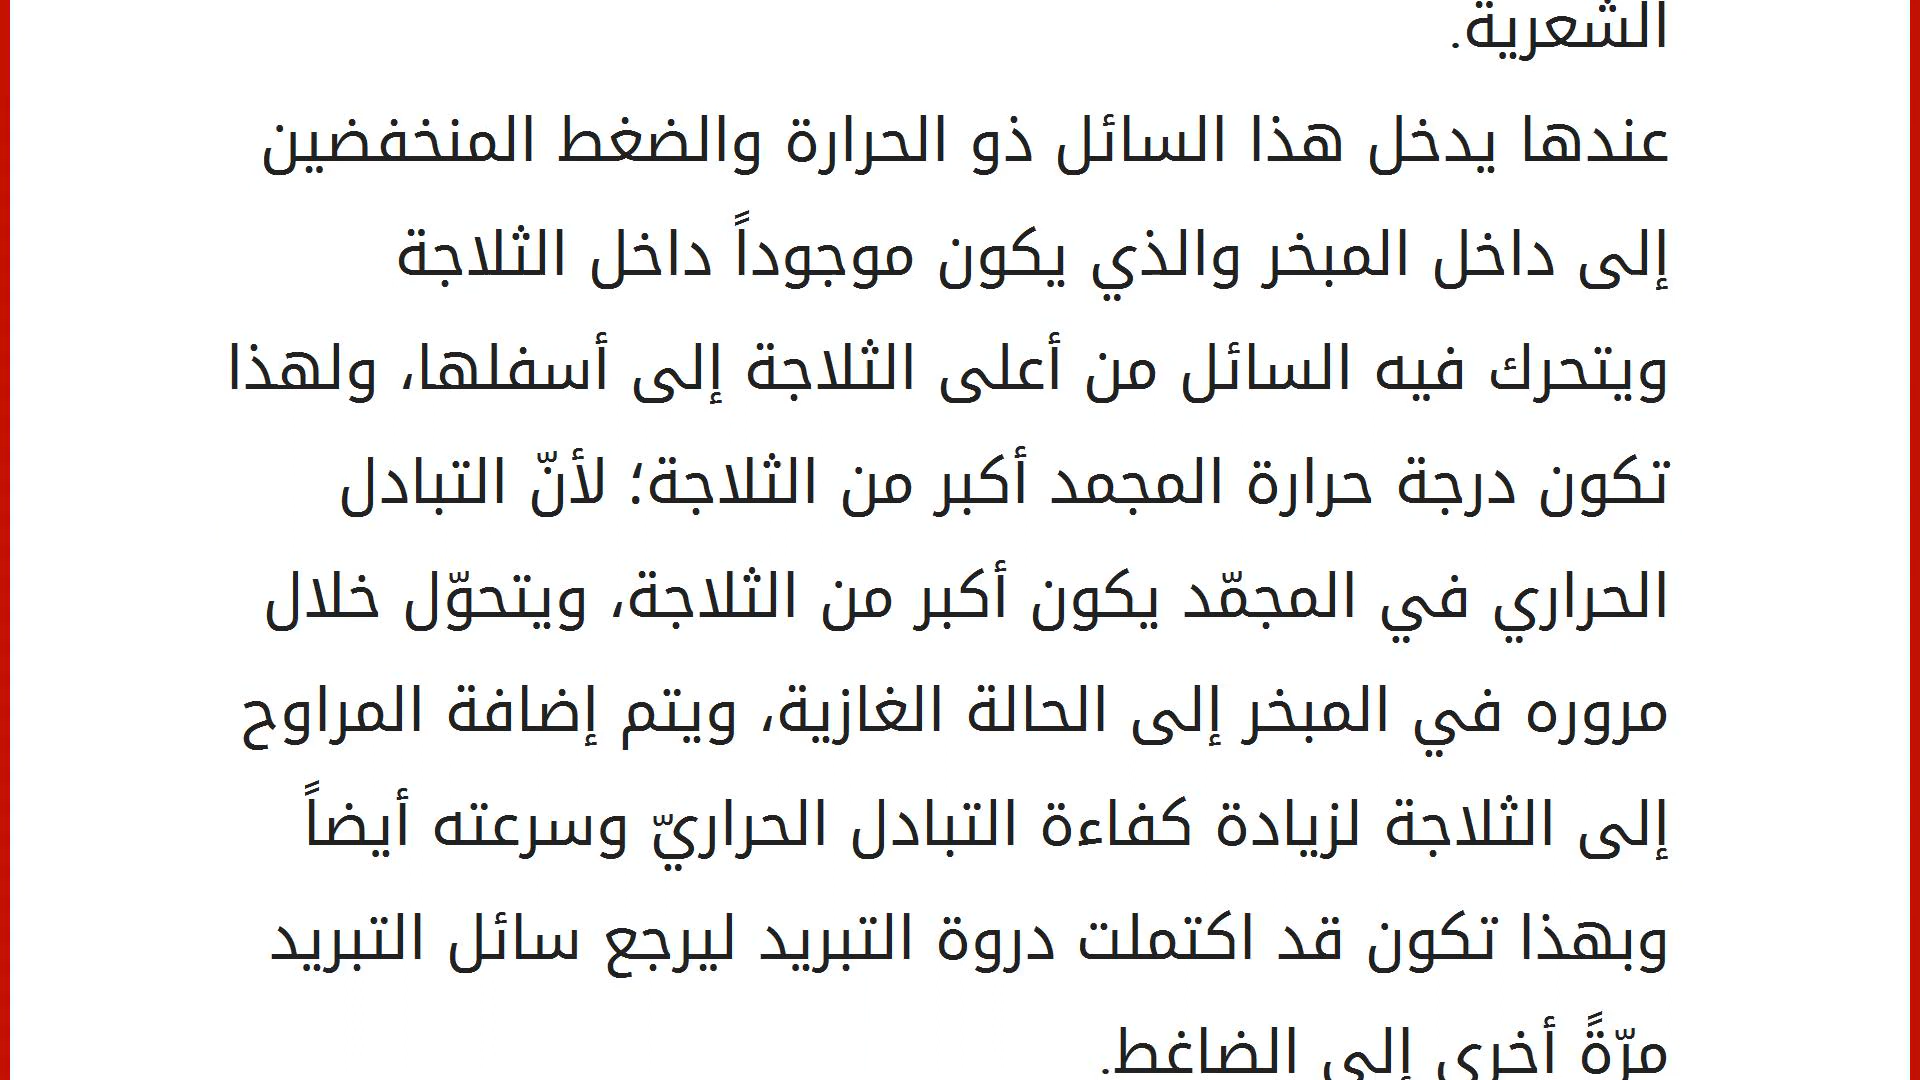 الشعرية.
عندها يدخل هذا السائل ذو الحرارة والضغط المنخفضين
إلى داخل المبخر والذي يكون موجوداً داخل الثلاجة
ويتحرك فيه السائل من أعلى الثلاجة إلى أسفلها، ولهذا
تكون درجة حرارة المجمد أكبر من الثلاجة؛ لأنّ التبادل
الحراري في المجمّد يكون أكبر من الثلاجة، ويتحوّل خلال
مروره في المبخر إلى الحالة الغازية، ويتم إضافة المراوح
إلى الثلاجة لزيادة كفاءة التبادل الحراريّ وسرعته أيضاً
وبهذا تكون قد اكتملت دروة التبريد ليرجع سائل التبريد
مرّةً أخرى إلى الضاغط.